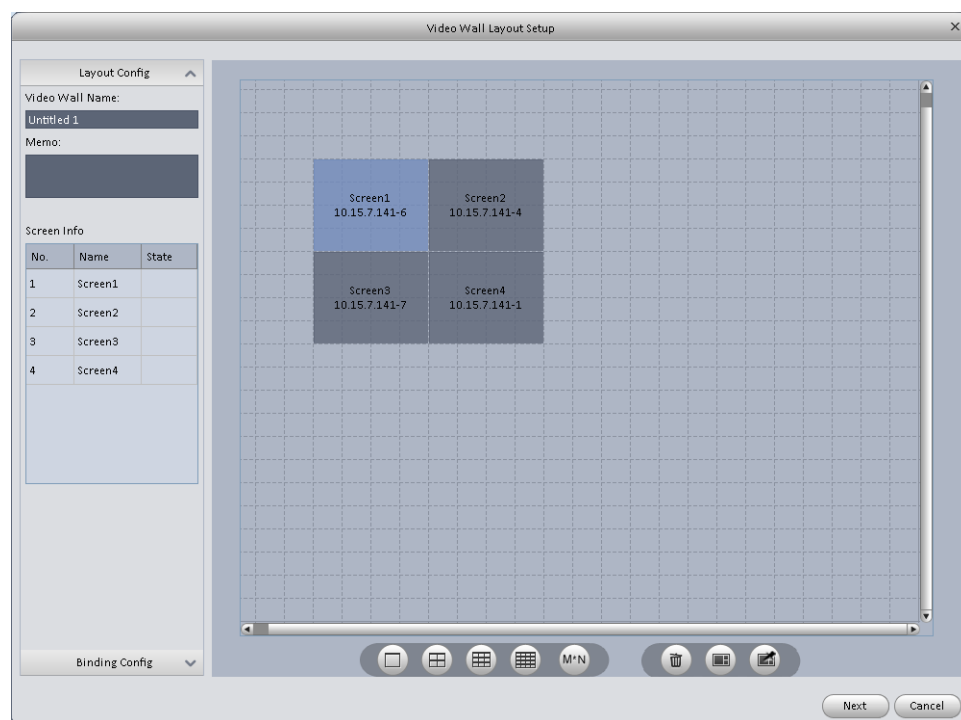 Video Wall Layout Setup
Layout Config
Video Wall Name:
Untitled 1
Memo:
Screen Info
No. Name State
1 Screen1
2 Screen2
3 Screen3
4 Screen4
Binding Config
Screen1
10.15.7.141-6
Screen2
10.15.7.141-4
Screen3
10.15.7.141-7
Screen4
10.15.7.141-1
M*N
Next
Cancel